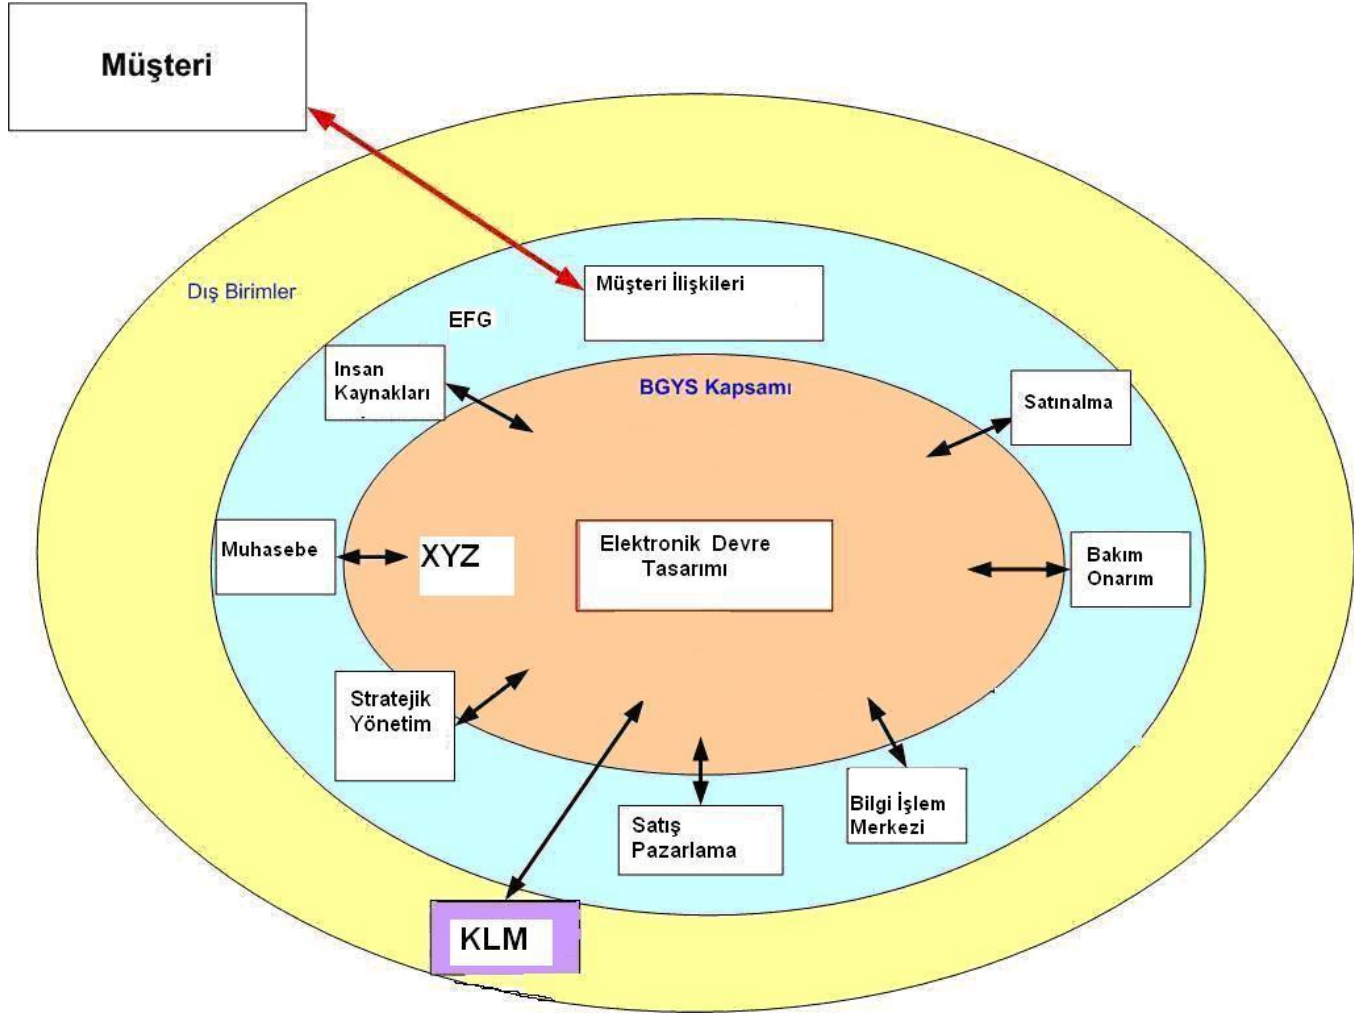 Müşteri
Dış Birimler
Müşteri İlişkileri
EFG
Insan
Kaynakları
BGYS Kapsamı
Satınalma
Muhasebe
XYZ
Elektronik Devre
Tasarımı
Bakım
Onarım
Stratejik
Yönetim
Satış
Pazarlama
Bilgi İşlem
Merkezi
KLM